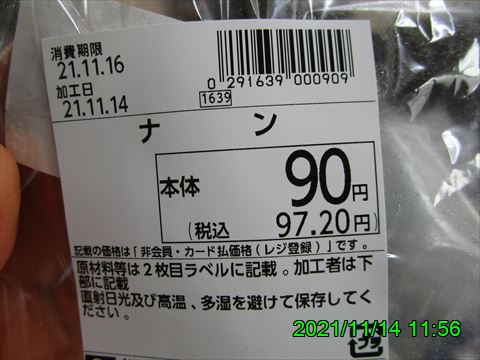 消費期限
21.11.16
加工日
21.11.14
0 291639 000909
1639
ナン
本体 90円
(税込 97.20円)
記載の価格は「非会員・カード払価格(レジ登録)」です。
原材料等は2枚目ラベルに記載。加工者は下
部に記載
直射日光及び高温、多湿を避けて保存してく
ださい。
プラ
2021/11/14 11:56